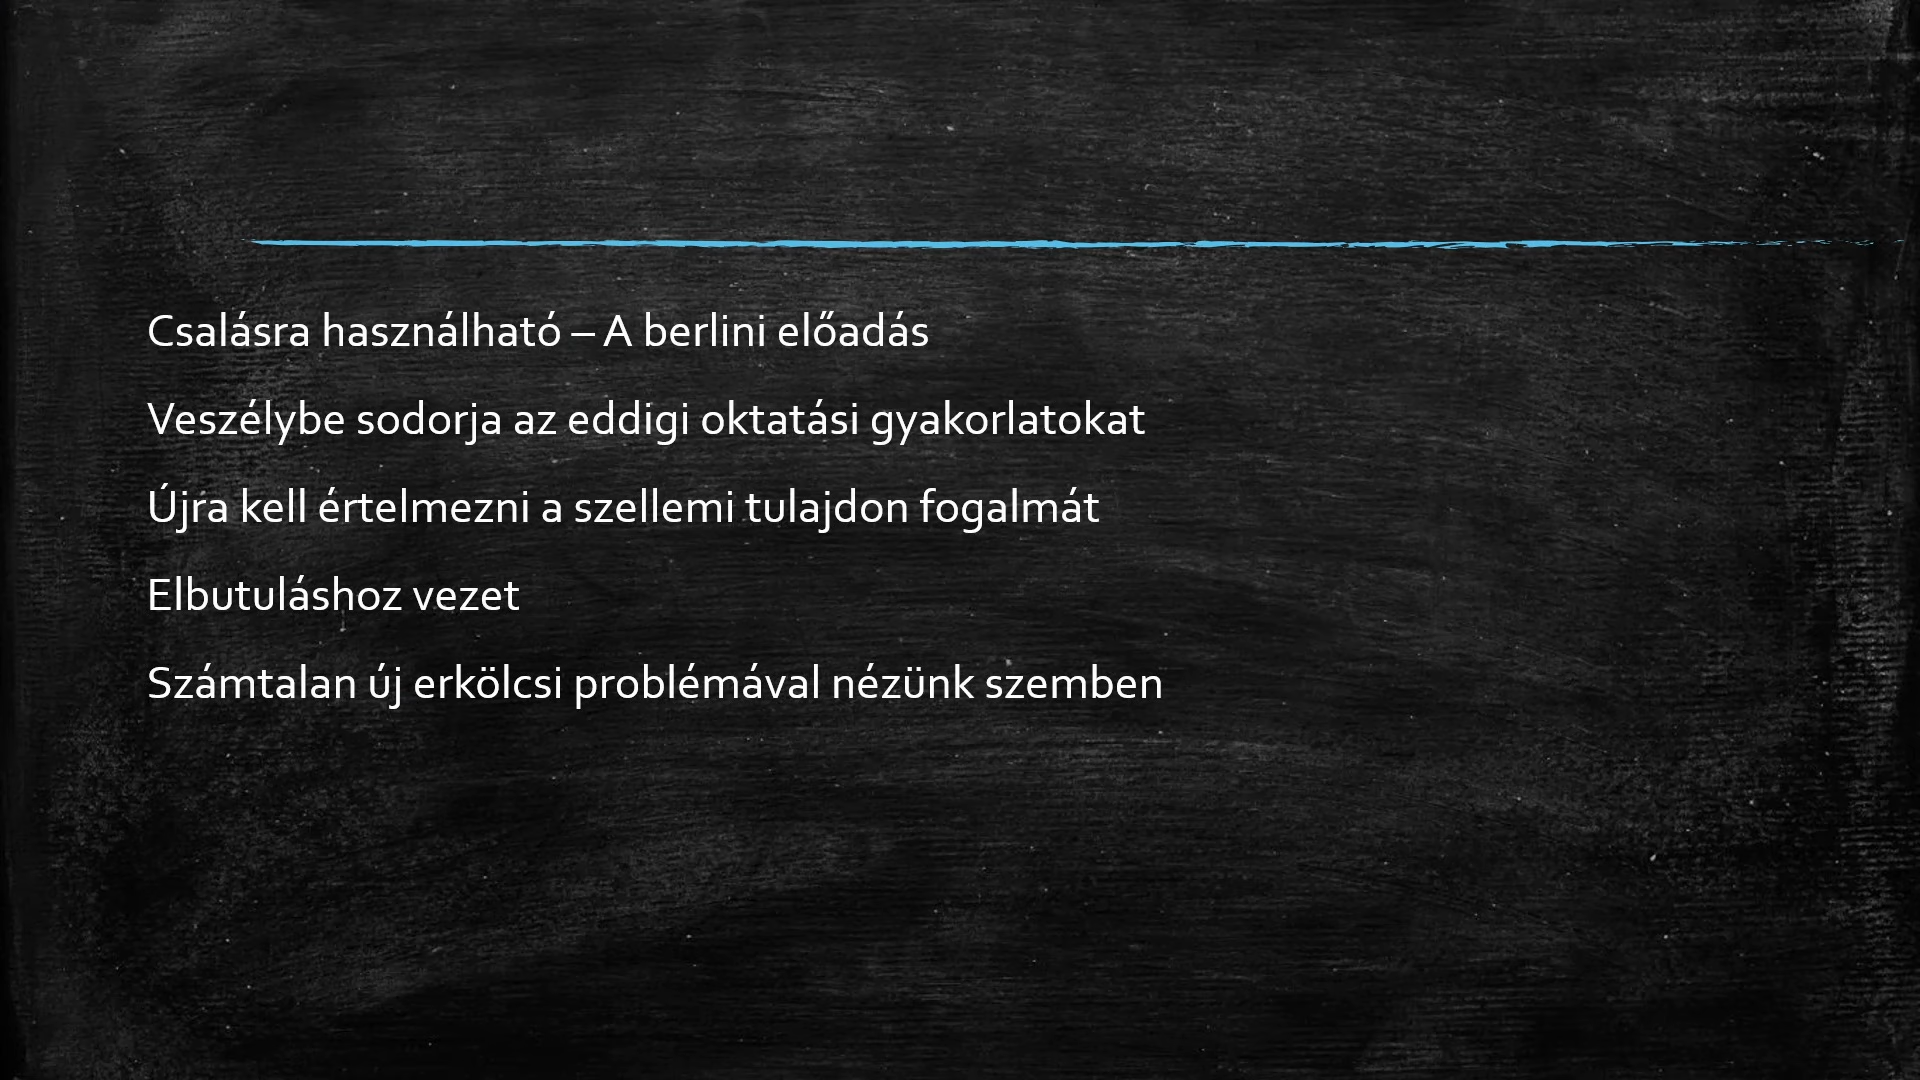 Csalásra használható – A berlini előadás
Veszélybe sodorja az eddigi oktatási gyakorlatokat
Újra kell értelmezni a szellemi tulajdon fogalmát
Elbutuláshoz vezet
Számtalan új erkölcsi problémával nézünk szemben